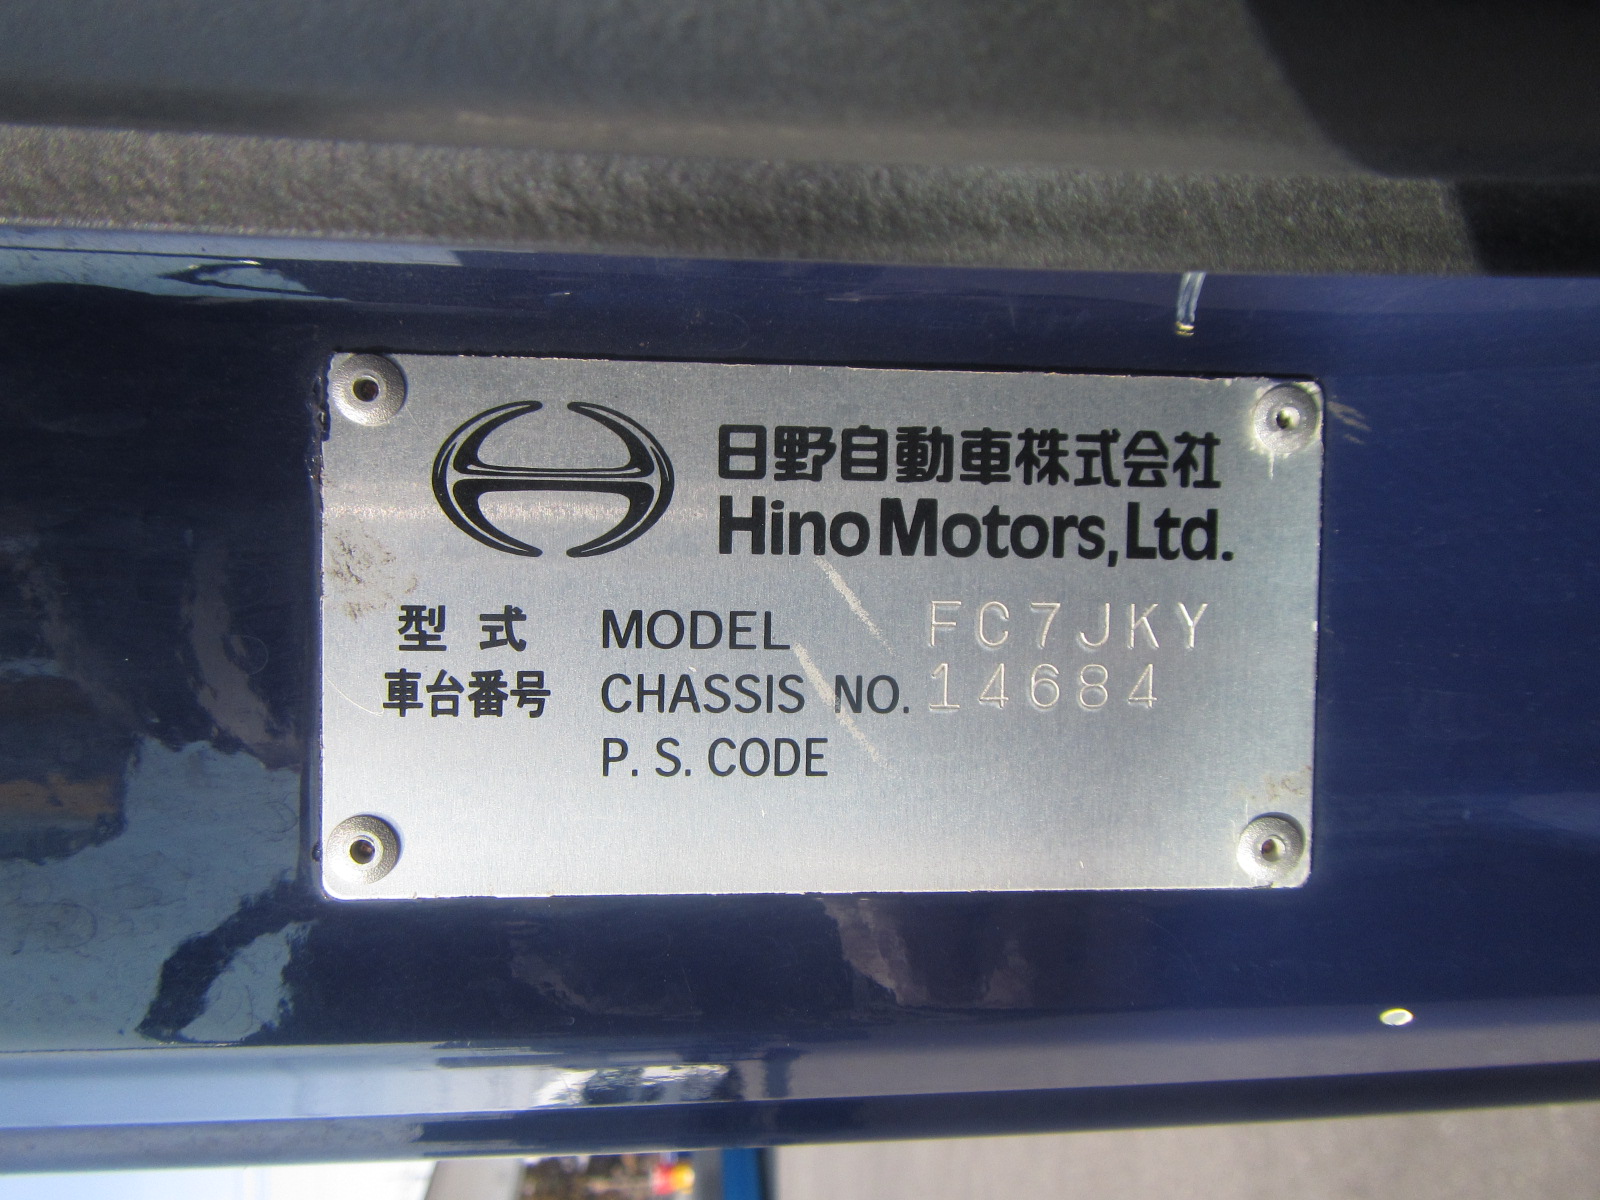 日野自動車株式会社
Hino Motors, Ltd.
型式 MODEL FC7JKY
車台番号 CHASSIS NO. 14684
P. S. CODE